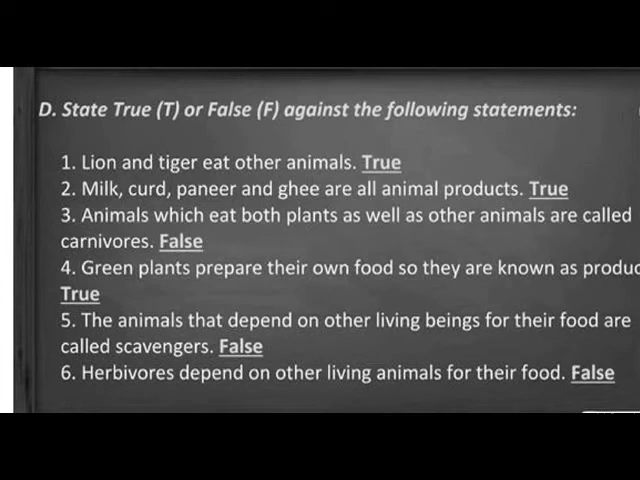 D. State True (T) or False (F) against the following statements:
1. Lion and tiger eat other animals. True
2. Milk, curd, paneer and ghee are all animal products. True
3. Animals which eat both plants as well as other animals are called
carnivores. False
4. Green plants prepare their own food so they are known as produc
True
5. The animals that depend on other living beings for their food are
called scavengers. False
6. Herbivores depend on other living animals for their food. False